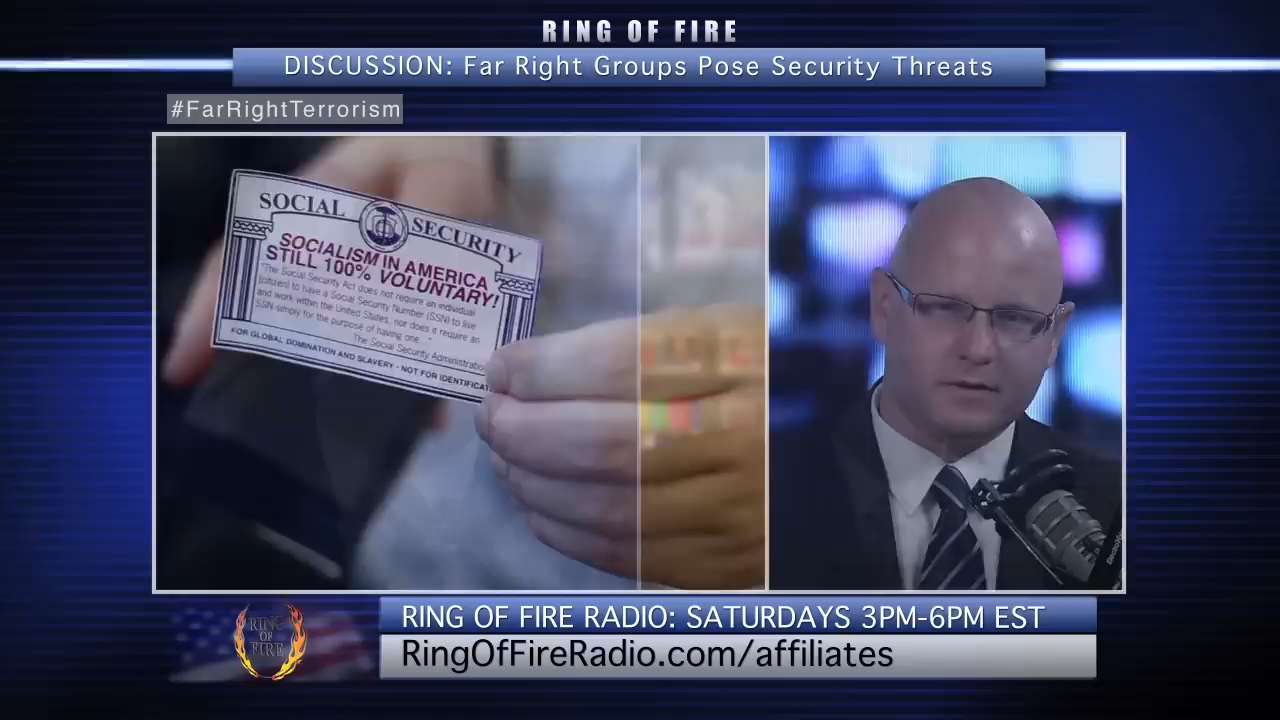 RING OF FIRE
DISCUSSION: Far Right Groups Pose Security Threats
#FarRightTerrorism
SOCIAL SECURITY
SOCIALISM IN AMERICA
STILL 100% VOLUNTARY!
"The Social Security Act does not require an individual
(citizen) to have a Social Security Number (SSN) to live
and work within the United States, nor does it require an
SSN simply for the purpose of having one..."
The Social Security Administration
FOR GLOBAL DOMINATION AND SLAVERY - NOT FOR IDENTIFICAT
RING
OF
FIRE
RING OF FIRE RADIO: SATURDAYS 3PM-6PM EST
RingOfFireRadio.com/affiliates